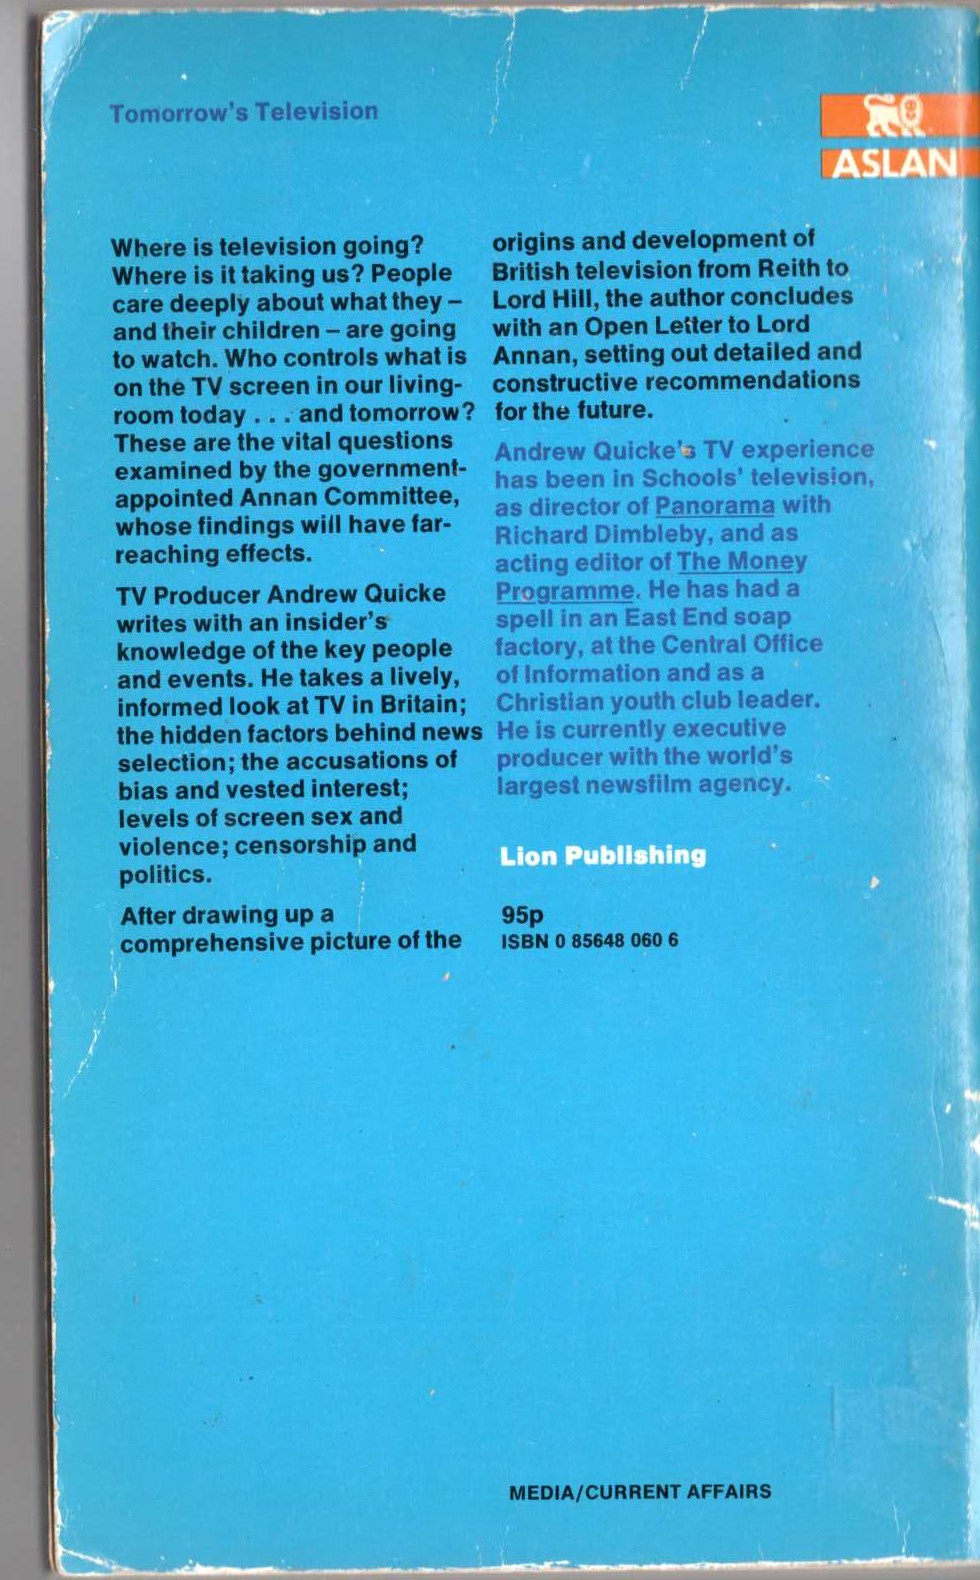 Tomorrow's Television
ASLAN
Where is television going?
Where is it taking us? People
care deeply about what they –
and their children – are going
to watch. Who controls what is
on the TV screen in our living-
room today . . . and tomorrow?
These are the vital questions
examined by the government-
appointed Annan Committee,
whose findings will have far-
reaching effects.
TV Producer Andrew Quicke
writes with an insider's
knowledge of the key people
and events. He takes a lively,
informed look at TV in Britain;
the hidden factors behind news
selection; the accusations of
bias and vested interest;
levels of screen sex and
violence; censorship and
politics.
After drawing up a
comprehensive picture of the
origins and development of
British television from Reith to
Lord Hill, the author concludes
with an Open Letter to Lord
Annan, setting out detailed and
constructive recommendations
for the future.
Andrew Quicke's TV experience
has been in Schools' television,
as director of Panorama with
Richard Dimbleby, and as
acting editor of The Money
Programme. He has had a
spell in an East End soap
factory, at the Central Office
of Information and as a
Christian youth club leader.
He is currently executive
producer with the world's
largest newsfilm agency.
Lion Publishing
95p
ISBN 0 85648 060 6
MEDIA/CURRENT AFFAIRS